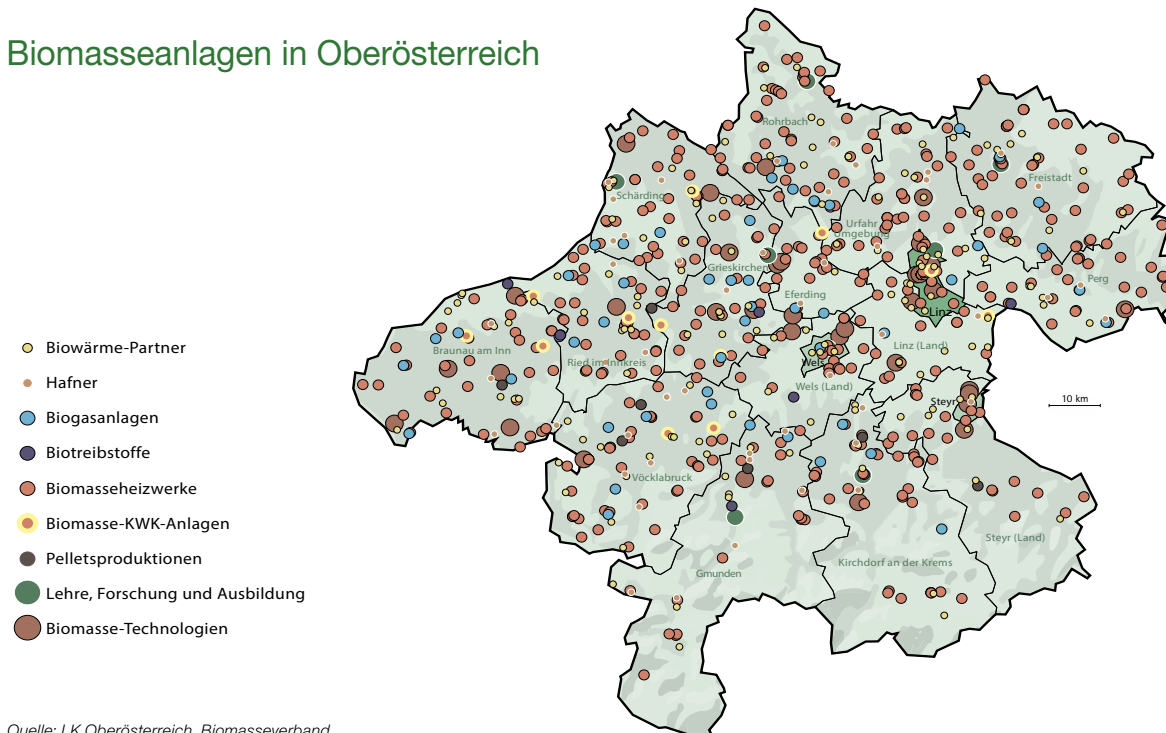 Biomasseanlagen in Oberösterreich
Rohrbach
Freistadt
Schärding
Urfahr
Umgebung
Grieskirchen
Perg
Eferding
Linz
Braunau am Inn
Ried im Innkreis
Wels
Linz (Land)
Wels (Land)
Steyr
10 km
Vöcklabruck
Steyr (Land)
Kirchdorf an der Krems
Gmunden
Biowärme-Partner
Hafner
Biogasanlagen
Biotreibstoffe
Biomasseheizwerke
Biomasse-KWK-Anlagen
Pelletsproduktionen
Lehre, Forschung und Ausbildung
Biomasse-Technologien
Quelle: LK Oberösterreich, Biomasseverband